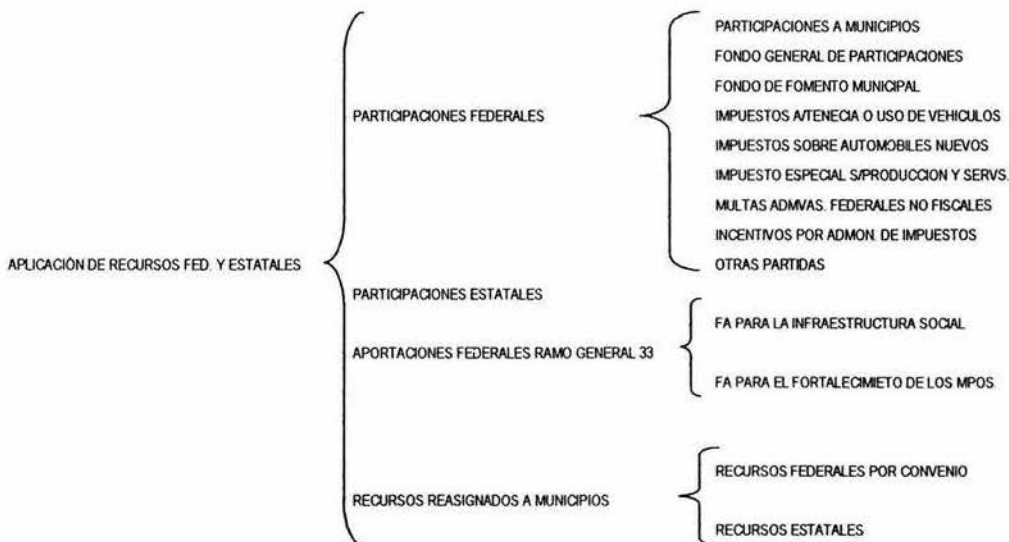 APLICACIÓN DE RECURSOS FED. Y ESTATALES
PARTICIPACIONES FEDERALES
PARTICIPACIONES A MUNICIPIOS
FONDO GENERAL DE PARTICIPACIONES
FONDO DE FOMENTO MUNICIPAL
IMPUESTOS A/TENECIA O USO DE VEHICULOS
IMPUESTOS SOBRE AUTOMOBILES NUEVOS
IMPUESTO ESPECIAL S/PRODUCCION Y SERVS.
MULTAS ADMVAS. FEDERALES NO FISCALES
INCENTIVOS POR ADMON. DE IMPUESTOS
OTRAS PARTIDAS
PARTICIPACIONES ESTATALES
APORTACIONES FEDERALES RAMO GENERAL 33
FA PARA LA INFRAESTRUCTURA SOCIAL
FA PARA EL FORTALECIMIETO DE LOS MPOS.
RECURSOS REASIGNADOS A MUNICIPIOS
RECURSOS FEDERALES POR CONVENIO
RECURSOS ESTATALES